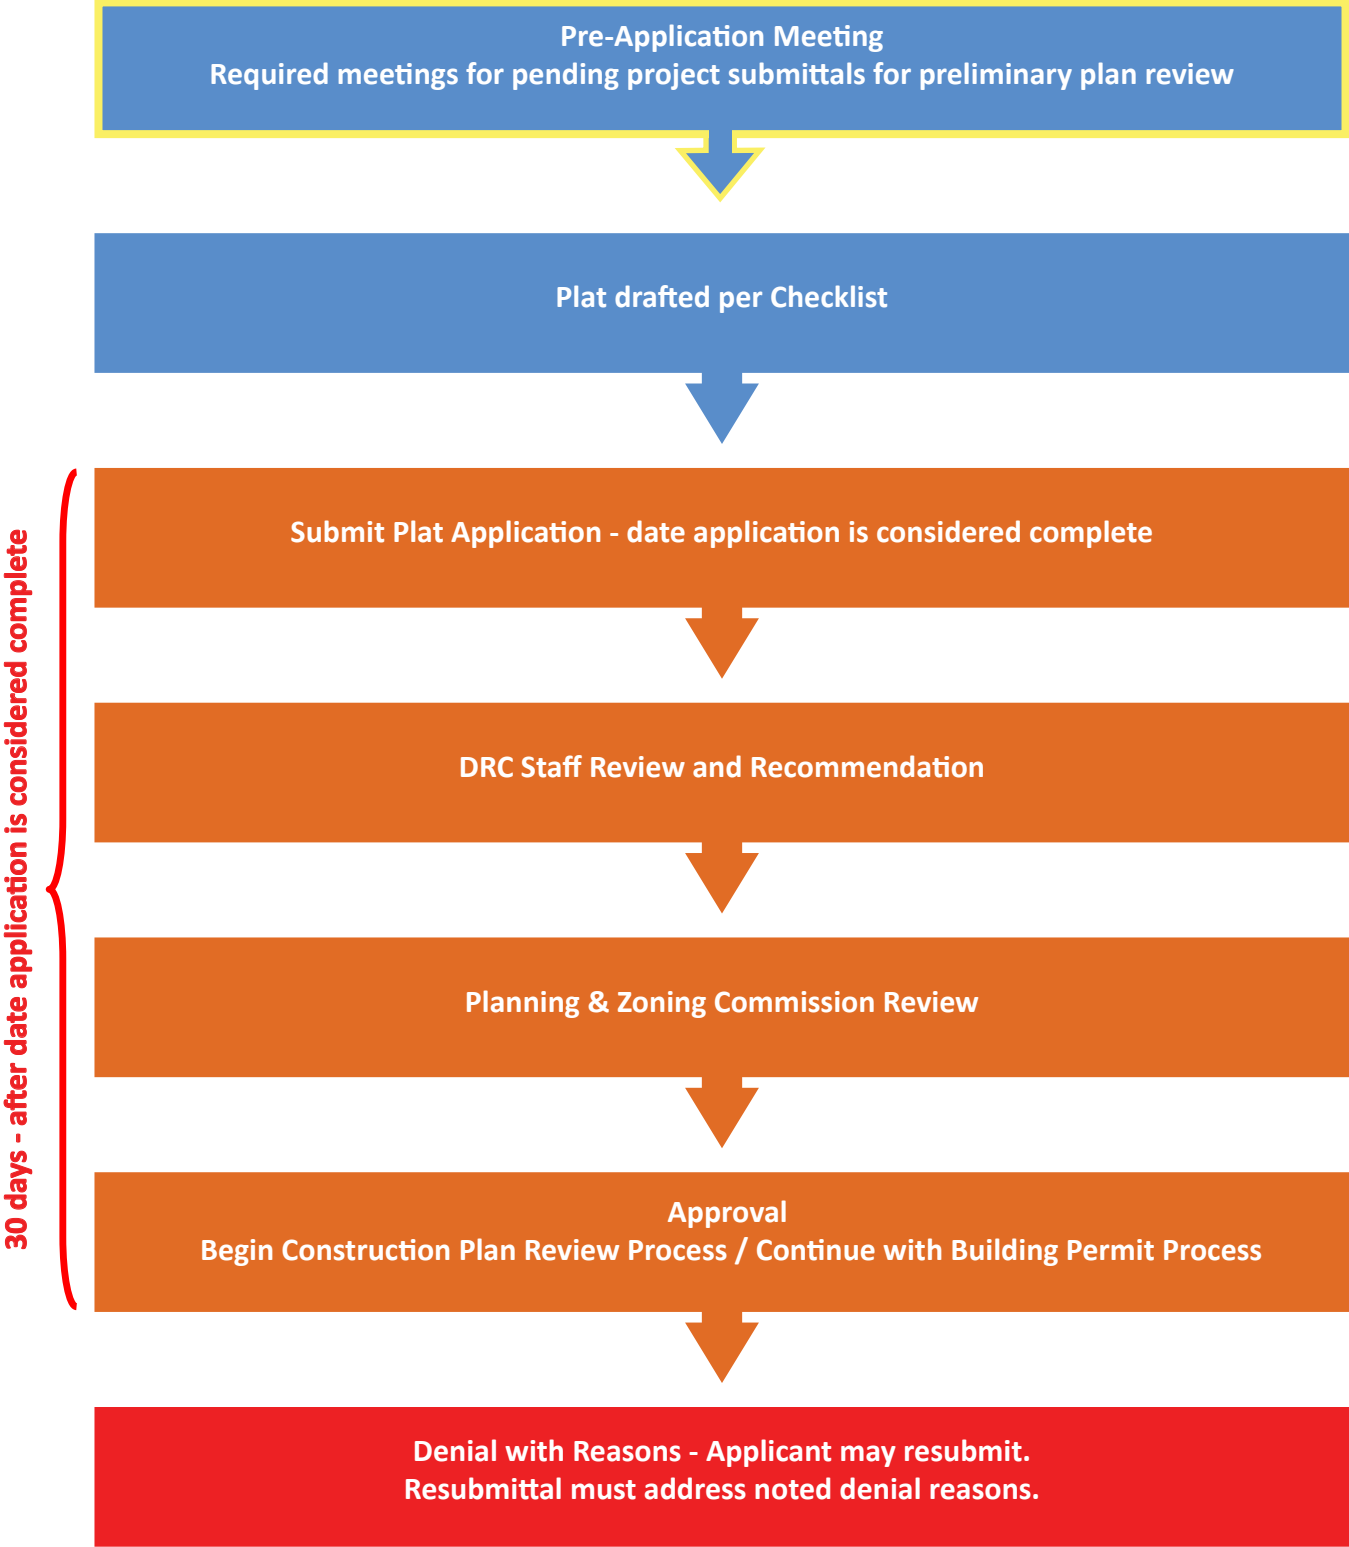 Pre-Application Meeting
Required meetings for pending project submittals for preliminary plan review
Plat drafted per Checklist
30 days - after date application is considered complete
Submit Plat Application - date application is considered complete
DRC Staff Review and Recommendation
Planning & Zoning Commission Review
Approval
Begin Construction Plan Review Process / Continue with Building Permit Process
Denial with Reasons - Applicant may resubmit.
Resubmittal must address noted denial reasons.